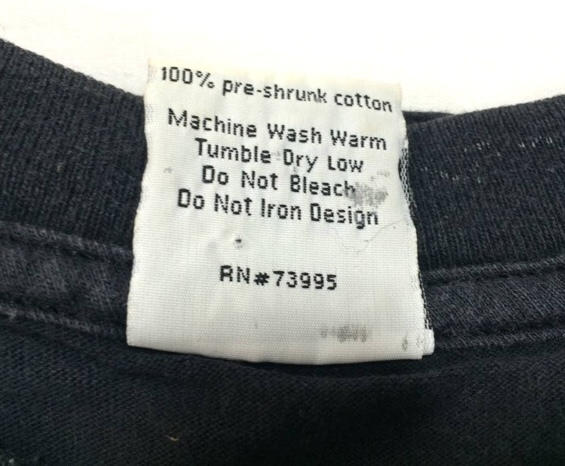 100% pre-shrunk cotton
Machine Wash Warm
Tumble Dry Low
Do Not Bleach
Do Not Iron Design
RN#73995